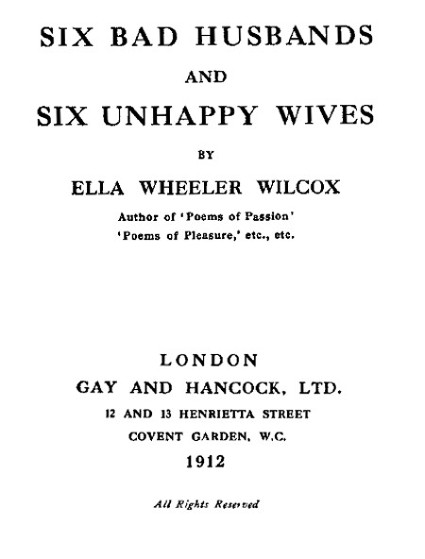 SIX BAD HUSBANDS
AND
SIX UNHAPPY WIVES
BY
ELLA WHEELER WILCOX
Author of 'Poems of Passion'
'Poems of Pleasure,' etc., etc.
LONDON
GAY AND HANCOCK, LTD.
12 AND 13 HENRIETTA STREET
COVENT GARDEN, W.C.
1912
All Rights Reserved